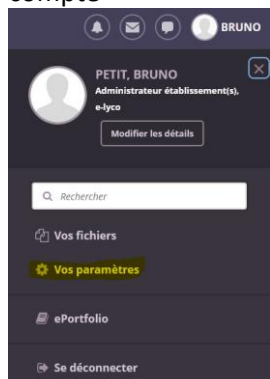 compte
BRUNO
PETIT, BRUNO
Administrateur établissement(s),
e-lyco
Modifier les détails
Rechercher
Vos fichiers
Vos paramètres
ePortfolio
Se déconnecter